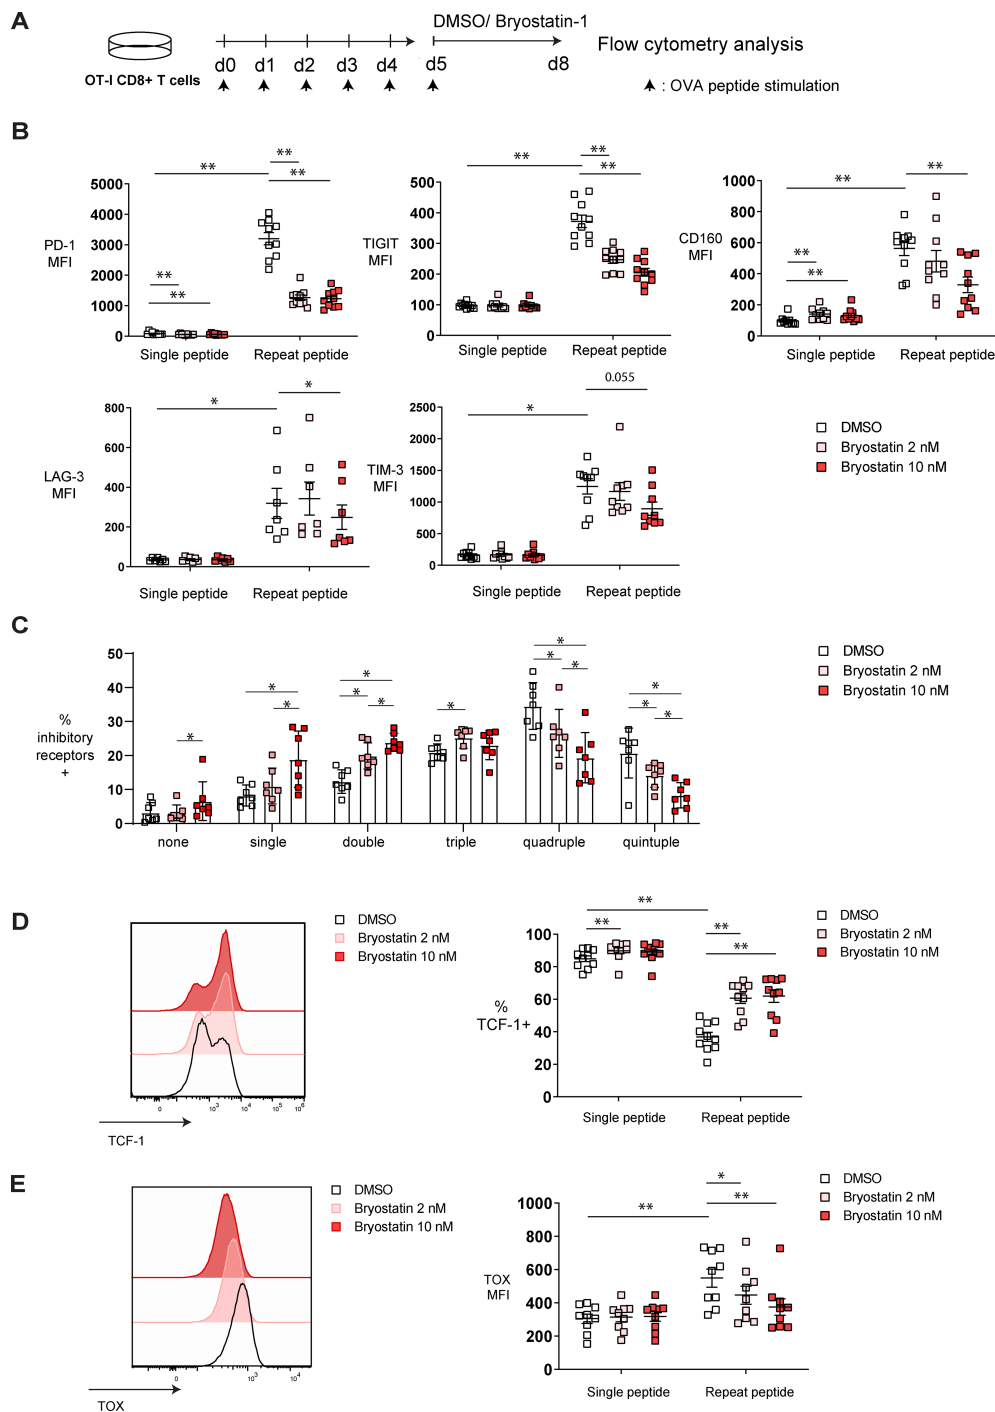 A
DMSO/ Bryostatin-1
d0 d1 d2 d3 d4 d5 d8
Flow cytometry analysis
OT-I CD8+ T cells
: OVA peptide stimulation
B
** ** **
5000
4000
3000
2000
1000
0
PD-1
MFI
** **
Single peptide Repeat peptide
** ** **
500
400
300
200
100
0
TIGIT
MFI
Single peptide Repeat peptide
** **
1000
800
600
400
200
0
CD160
MFI
** **
Single peptide Repeat peptide
* *
800
600
400
200
0
LAG-3
MFI
Single peptide Repeat peptide
0.055
*
2500
2000
1500
1000
500
0
TIM-3
MFI
Single peptide Repeat peptide
DMSO
Bryostatin 2 nM
Bryostatin 10 nM
C
50
40
30
20
10
0
%
inhibitory
receptors
+
* * * * * * * * * * * * *
none single double triple quadruple quintuple
DMSO
Bryostatin 2 nM
Bryostatin 10 nM
D
DMSO
Bryostatin 2 nM
Bryostatin 10 nM
0 10³ 10⁴ 10⁵ 10⁶
TCF-1
** ** ** **
100
80
60
40
20
0
%
TCF-1+
Single peptide Repeat peptide
DMSO
Bryostatin 2 nM
Bryostatin 10 nM
E
DMSO
Bryostatin 2 nM
Bryostatin 10 nM
0 10³ 10⁴
TOX
* ** **
1000
800
600
400
200
0
TOX
MFI
Single peptide Repeat peptide
DMSO
Bryostatin 2 nM
Bryostatin 10 nM